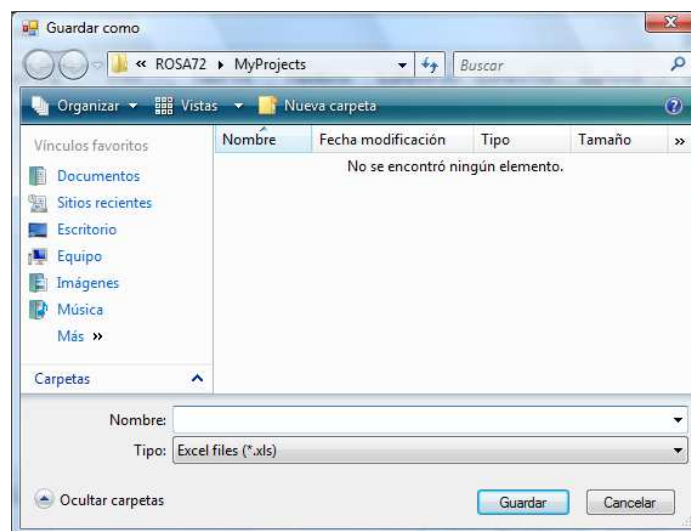 Guardar como
« ROSA72 ▸ MyProjects
Buscar
Organizar
Vistas
Nueva carpeta
Vínculos favoritos
Documentos
Sitios recientes
Escritorio
Equipo
Imágenes
Música
Más »
Carpetas
Nombre Fecha modificación Tipo Tamaño »
No se encontró ningún elemento.
Nombre:
Tipo: Excel files (*.xls)
Ocultar carpetas
Guardar
Cancelar